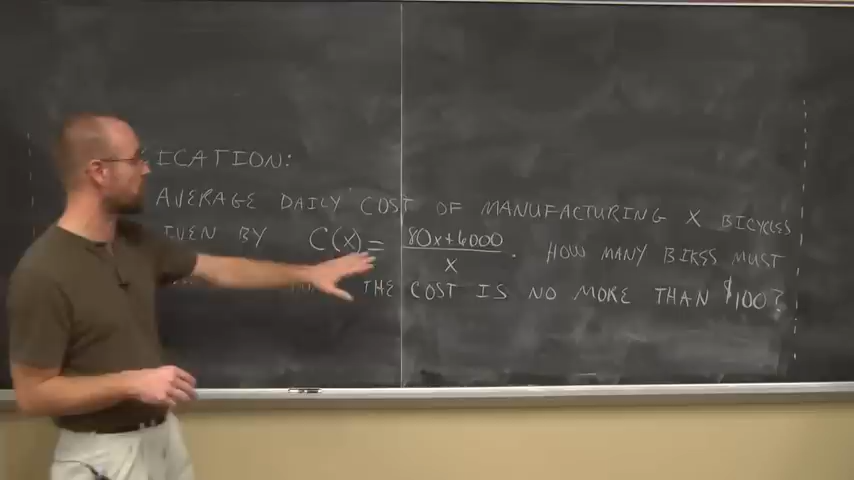 ICATION:
AVERAGE DAILY COST OF MANUFACTURING X BICYCLES
IVEN BY C(X) = 80X+6000 / X . HOW MANY BIKES MUST
THE COST IS NO MORE THAN $100?